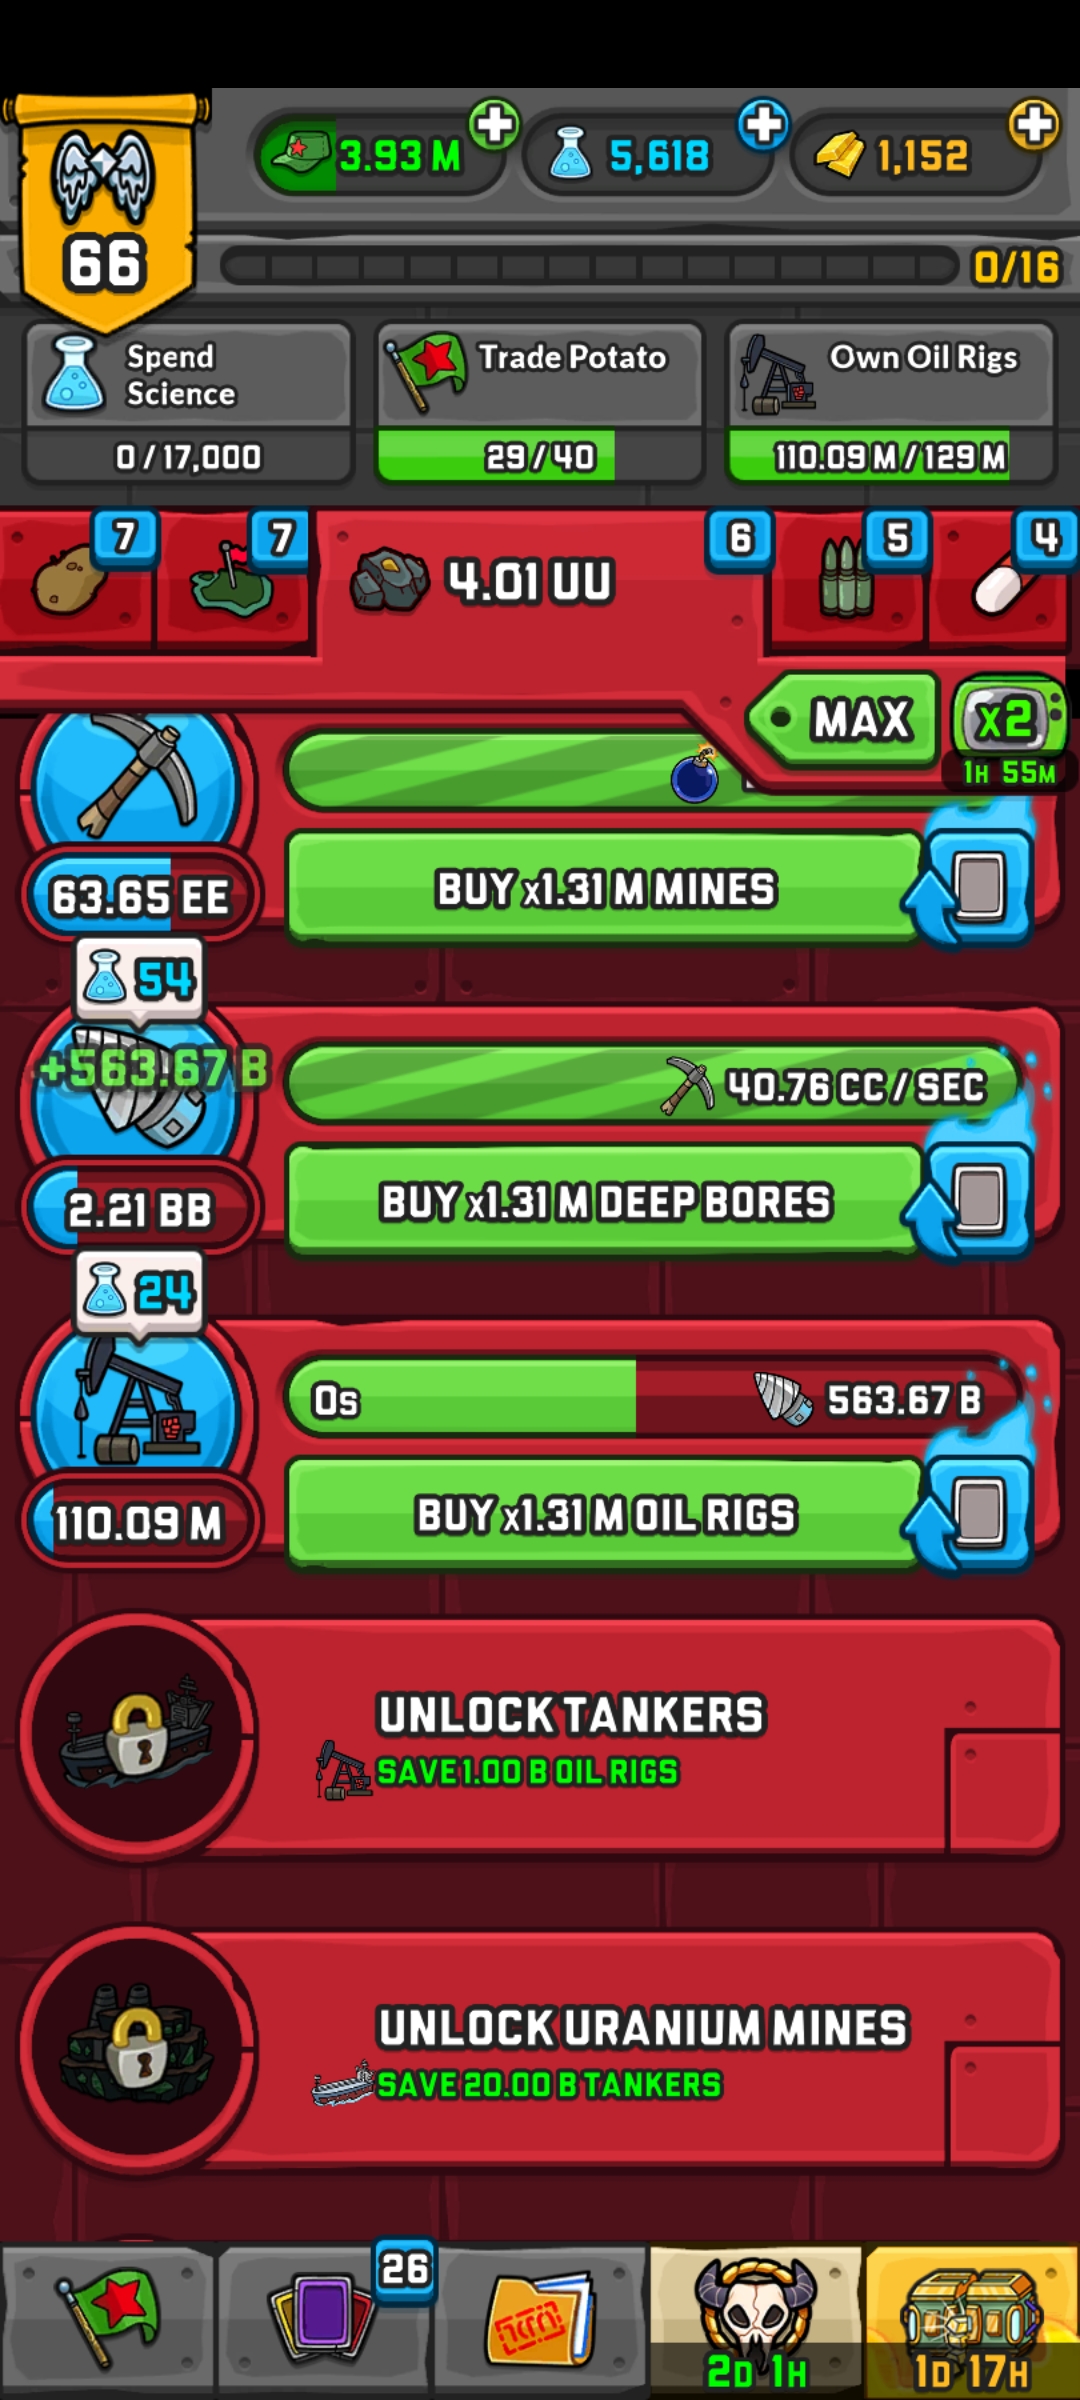 3.93 M
5,618
1,152
66
0/16
Spend
Science
0 / 17,000
Trade Potato
29 / 40
Own Oil Rigs
110.09 M / 129 M
7
7
4.01 UU
6
5
4
MAX
x2
1H 55M
63.65 EE
BUY x1.31 M MINES
54
+563.67 B
40.76 CC / SEC
2.21 BB
BUY x1.31 M DEEP BORES
24
0s
563.67 B
110.09 M
BUY x1.31 M OIL RIGS
UNLOCK TANKERS
SAVE 1.00 B OIL RIGS
UNLOCK URANIUM MINES
SAVE 20.00 B TANKERS
26
2D 1H
1D 17H